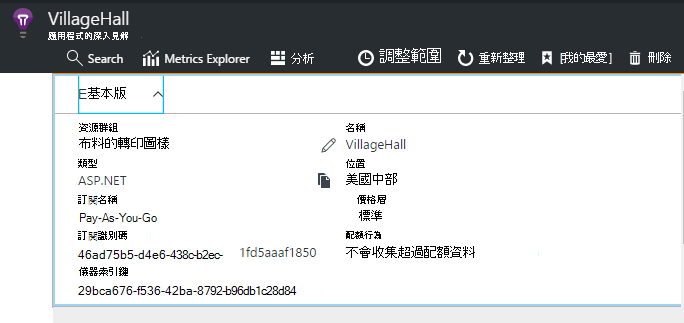 VillageHall
應用程式的深入見解
Search Metrics Explorer 分析 調整範圍 重新整理 [我的最愛] 刪除
E基本版
資源群組 名稱
布料的轉印圖樣 VillageHall
類型 位置
ASP.NET 美國中部
訂閱名稱 價格層
Pay-As-You-Go 標準
訂閱識別碼 配額行為
46ad75b5-d4e6-438c-b2ec- 1fd5aaaf1850 不會收集超過配額資料
儀器索引鍵
29bca676-f536-42ba-8792-b96db1c28d84